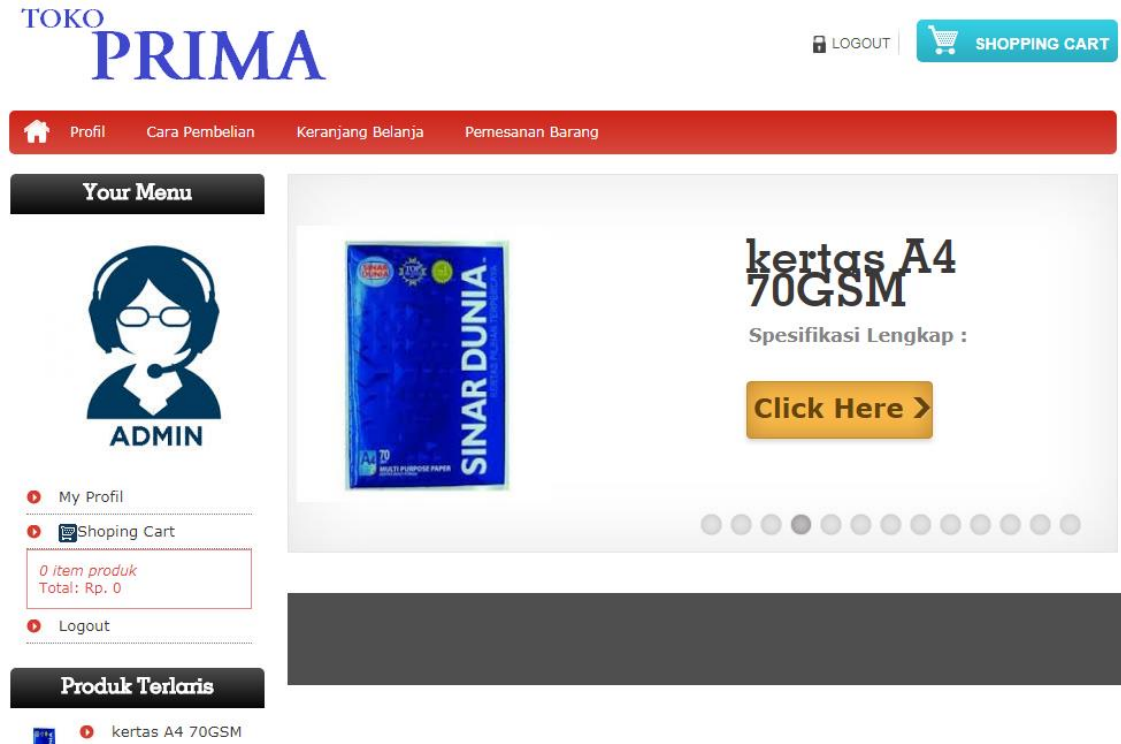 TOKO
PRIMA
LOGOUT
SHOPPING CART
Profil
Cara Pembelian
Keranjang Belanja
Pemesanan Barang
Your Menu
ADMIN
My Profil
Shoping Cart
0 item produk
Total: Rp. 0
Logout
Produk Terlaris
kertas A4 70GSM
SINAR DUNIA
A4 70
MULTI PURPOSE PAPER
SINAR DUNIA
kertas A4
70GSM
Spesifikasi Lengkap :
Click Here